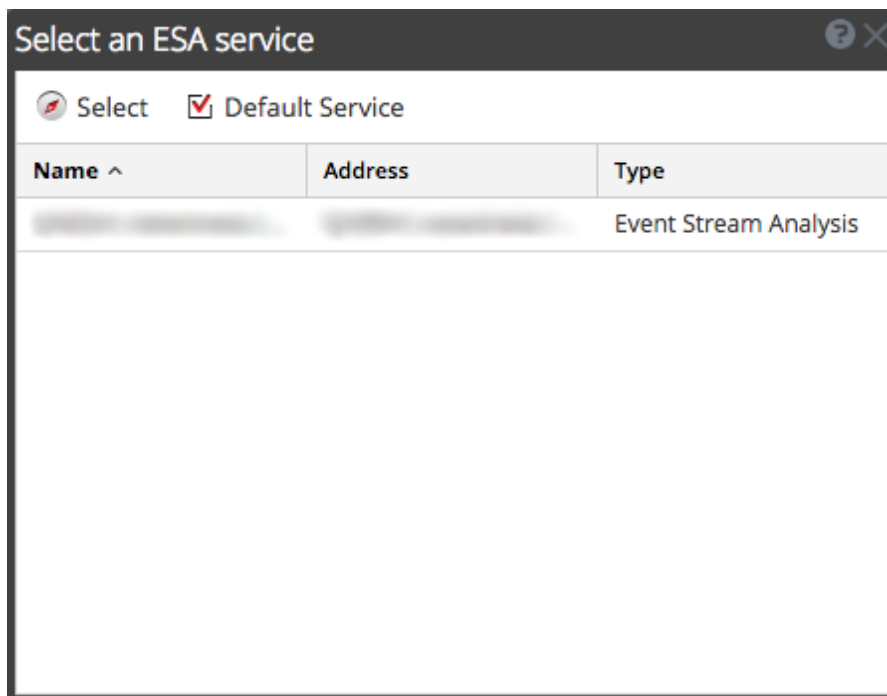 Select an ESA service
Select Default Service
Name Address Type
Event Stream Analysis